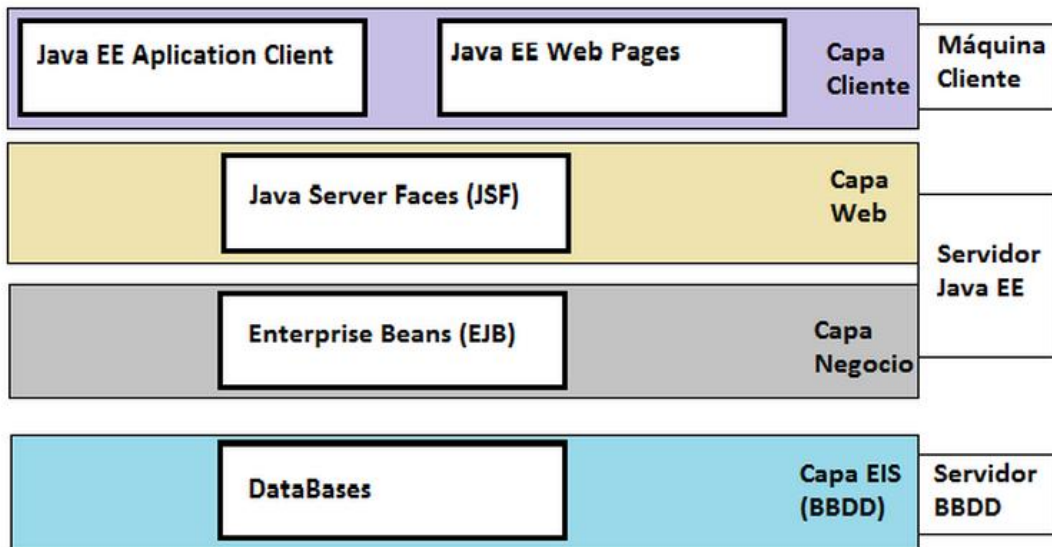 Java EE Aplication Client
Java EE Web Pages
Capa
Cliente
Máquina
Cliente
Java Server Faces (JSF)
Capa
Web
Servidor
Java EE
Enterprise Beans (EJB)
Capa
Negocio
DataBases
Capa EIS
(BBDD)
Servidor
BBDD